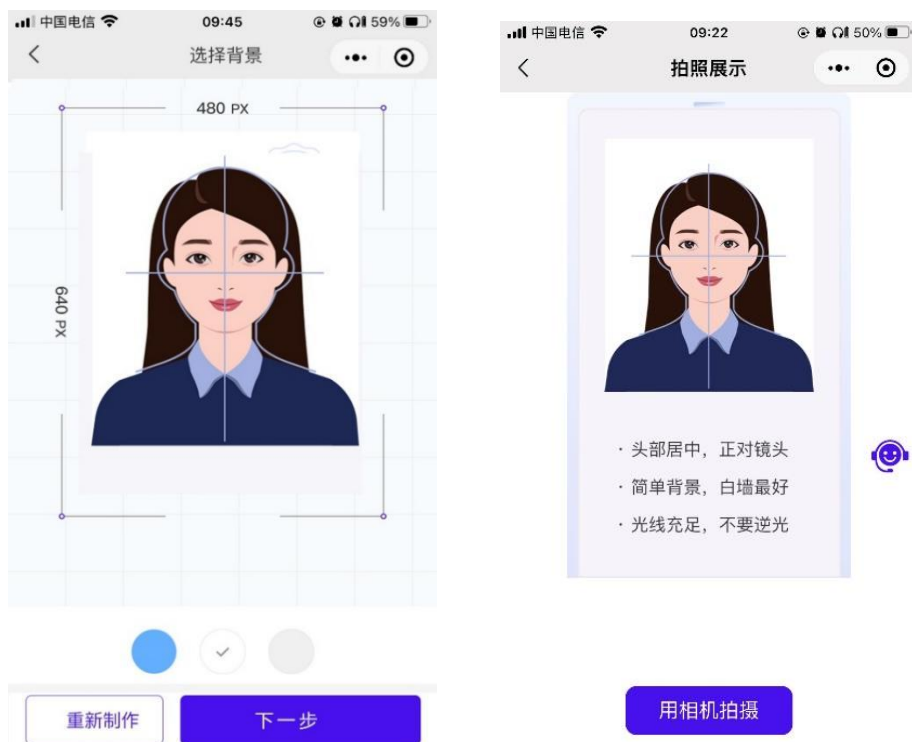 中国电信 09:45 59%
选择背景
480 PX
640 PX
重新制作
下一步
中国电信 09:22 50%
拍照展示
· 头部居中，正对镜头
· 简单背景，白墙最好
· 光线充足，不要逆光
用相机拍摄